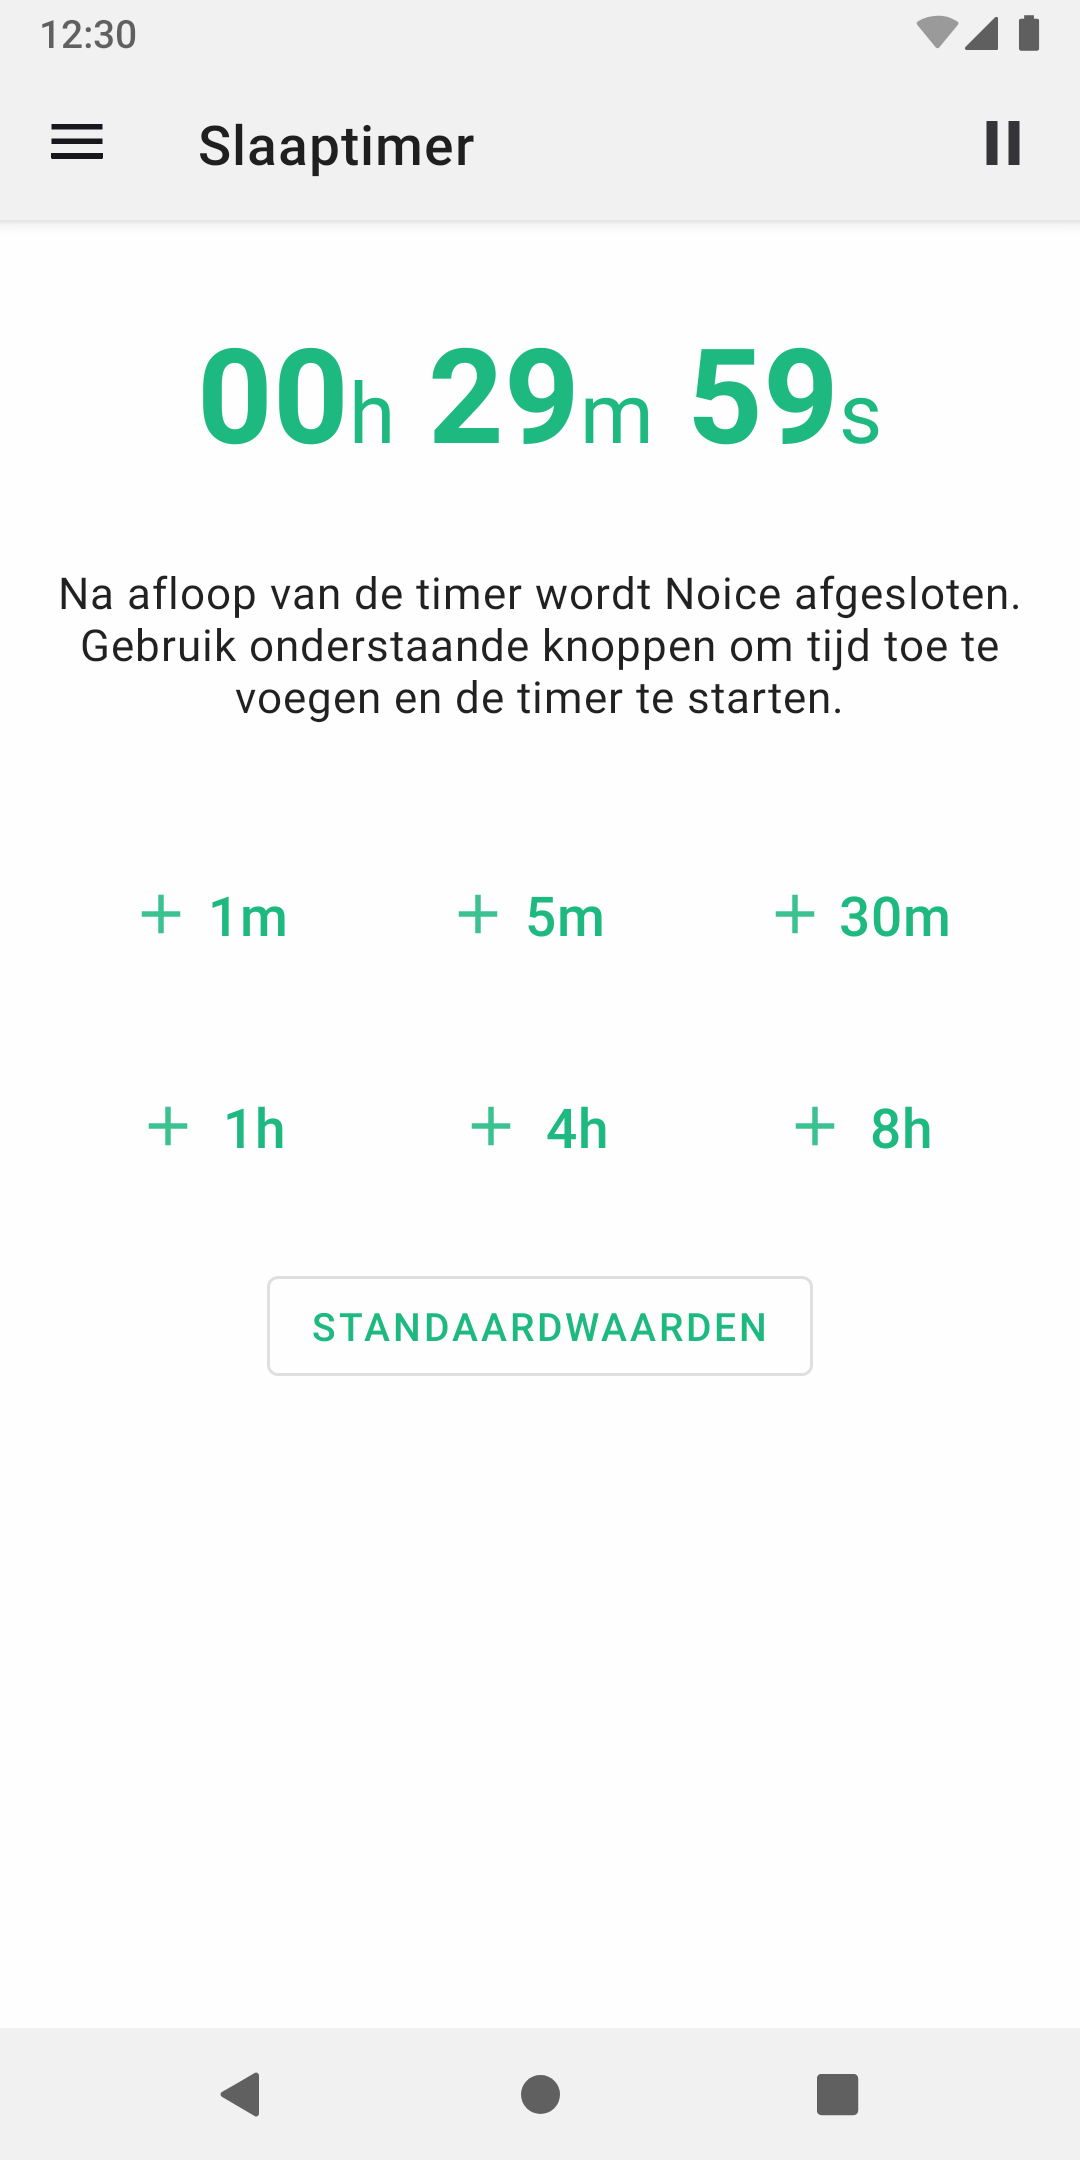 12:30
Slaaptimer
00h 29m 59s
Na afloop van de timer wordt Noice afgesloten.
Gebruik onderstaande knoppen om tijd toe te
voegen en de timer te starten.
+ 1m + 5m + 30m
+ 1h + 4h + 8h
STANDAARDWAARDEN